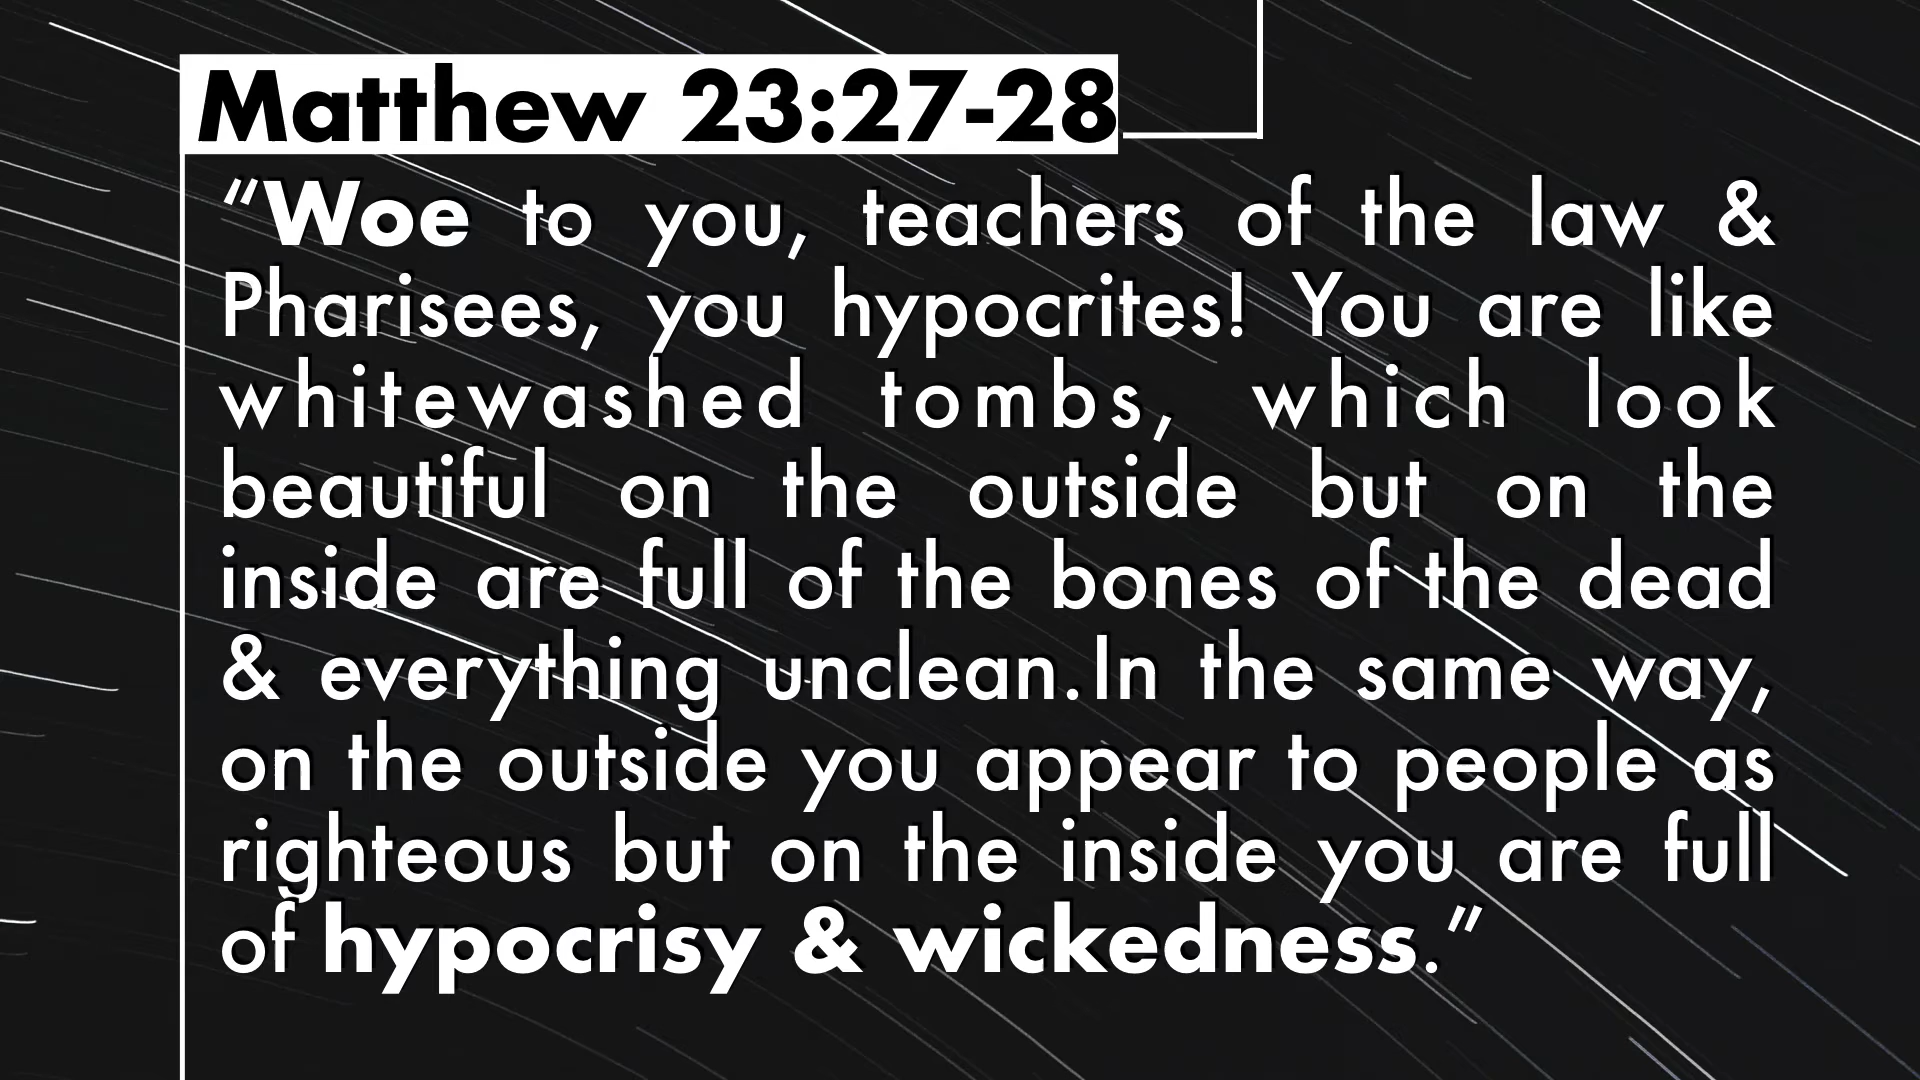 Matthew 23:27-28
“Woe to you, teachers of the law &
Pharisees, you hypocrites! You are like
whitewashed tombs, which look
beautiful on the outside but on the
inside are full of the bones of the dead
& everything unclean.In the same way,
on the outside you appear to people as
righteous but on the inside you are full
of hypocrisy & wickedness.”